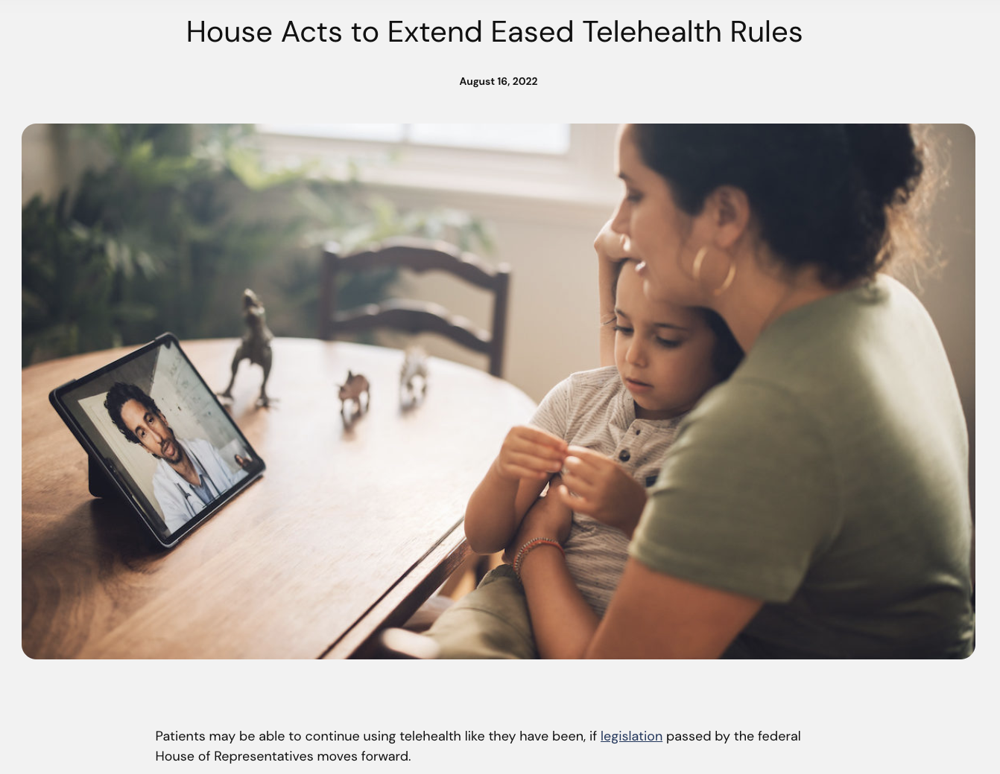 House Acts to Extend Eased Telehealth Rules
August 16, 2022
Patients may be able to continue using telehealth like they have been, if legislation passed by the federal
House of Representatives moves forward.